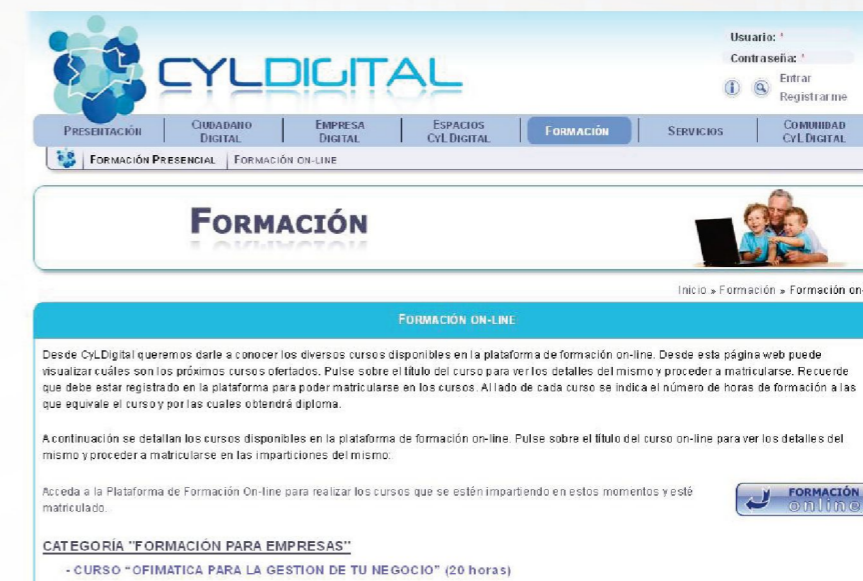 CYLDIGITAL
Usuario: *
Contraseña: *
Entrar
Registrarme
PRESENTACIÓN
CIUDADANO DIGITAL
EMPRESA DIGITAL
ESPACIOS CYL DIGITAL
FORMACIÓN
SERVICIOS
COMUNIDAD CYL DIGITAL
FORMACIÓN PRESENCIAL
FORMACIÓN ON-LINE
FORMACIÓN
Inicio » Formación » Formación on-
FORMACIÓN ON-LINE
Desde CyLDigital queremos darle a conocer los diversos cursos disponibles en la plataforma de formación on-line. Desde esta página web puede
visualizar cuáles son los próximos cursos ofertados. Pulse sobre el título del curso para ver los detalles del mismo y proceder a matricularse. Recuerde
que debe estar registrado en la plataforma para poder matricularse en los cursos. Al lado de cada curso se indica el número de horas de formación a las
que equivale el curso y por las cuales obtendrá diploma.
A continuación se detallan los cursos disponibles en la plataforma de formación on-line. Pulse sobre el título del curso on-line para ver los detalles del
mismo y proceder a matricularse en las imparticiones del mismo:
Acceda a la Plataforma de Formación On-line para realizar los cursos que se estén impartiendo en estos momentos y esté
matriculado.
FORMACIÓN
online
CATEGORÍA "FORMACIÓN PARA EMPRESAS"
- CURSO "OFIMATICA PARA LA GESTION DE TU NEGOCIO" (20 horas)